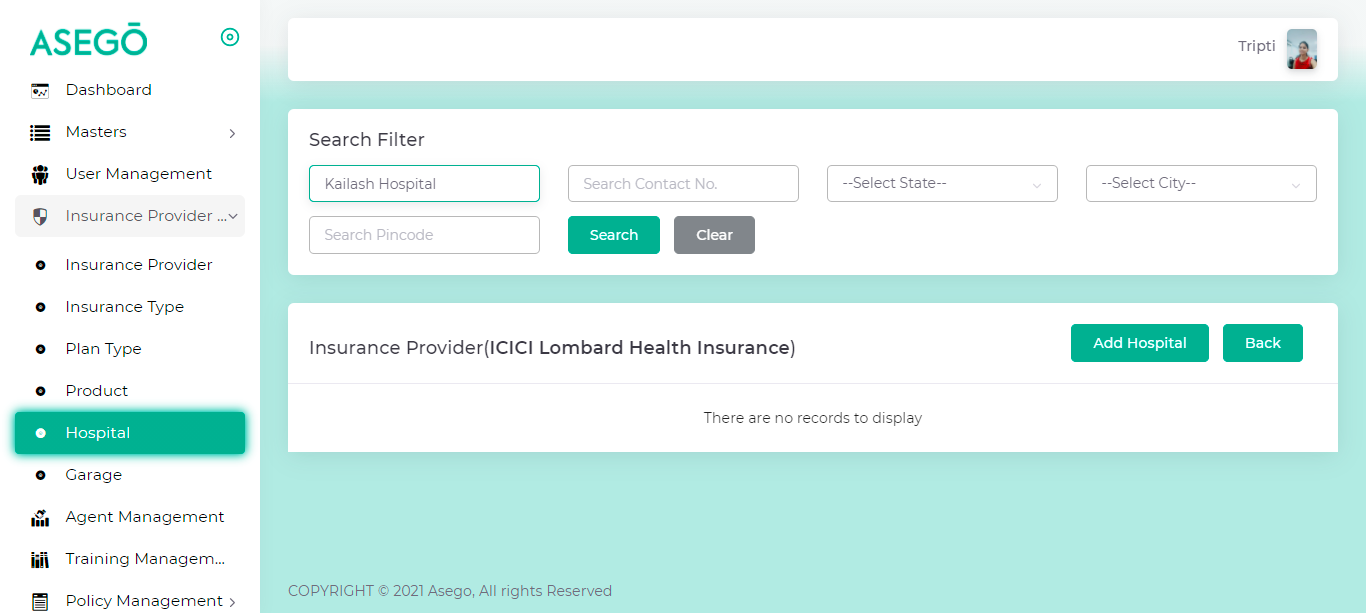 ASEGŌ
Dashboard
Masters
User Management
Insurance Provider ...
Insurance Provider
Insurance Type
Plan Type
Product
Hospital
Garage
Agent Management
Training Managem...
Policy Management
Tripti
Search Filter
Kailash Hospital
Search Contact No.
--Select State--
--Select City--
Search Pincode
Search
Clear
Insurance Provider(ICICI Lombard Health Insurance)
Add Hospital
Back
There are no records to display
COPYRIGHT © 2021 Asego, All rights Reserved